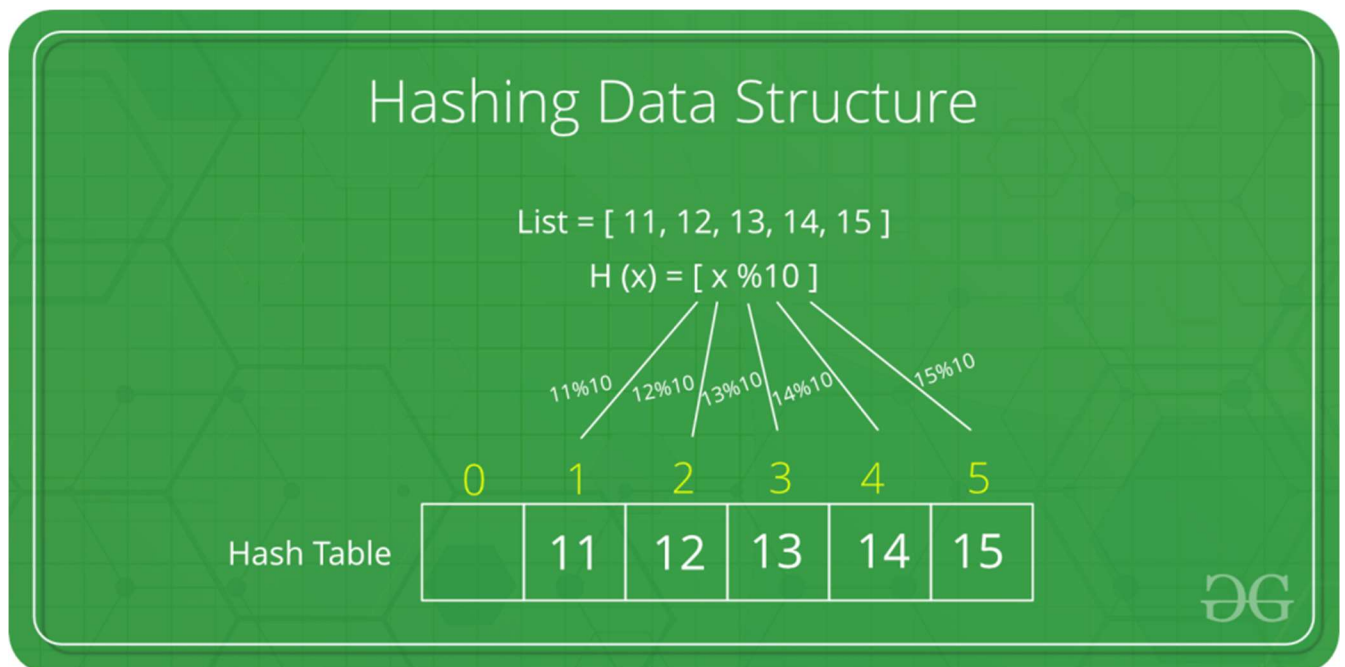 Hashing Data Structure
List = [ 11, 12, 13, 14, 15 ]
H (x) = [ x %10 ]
11%10 12%10 13%10 14%10 15%10
0 1 2 3 4 5
Hash Table 11 12 13 14 15
GG